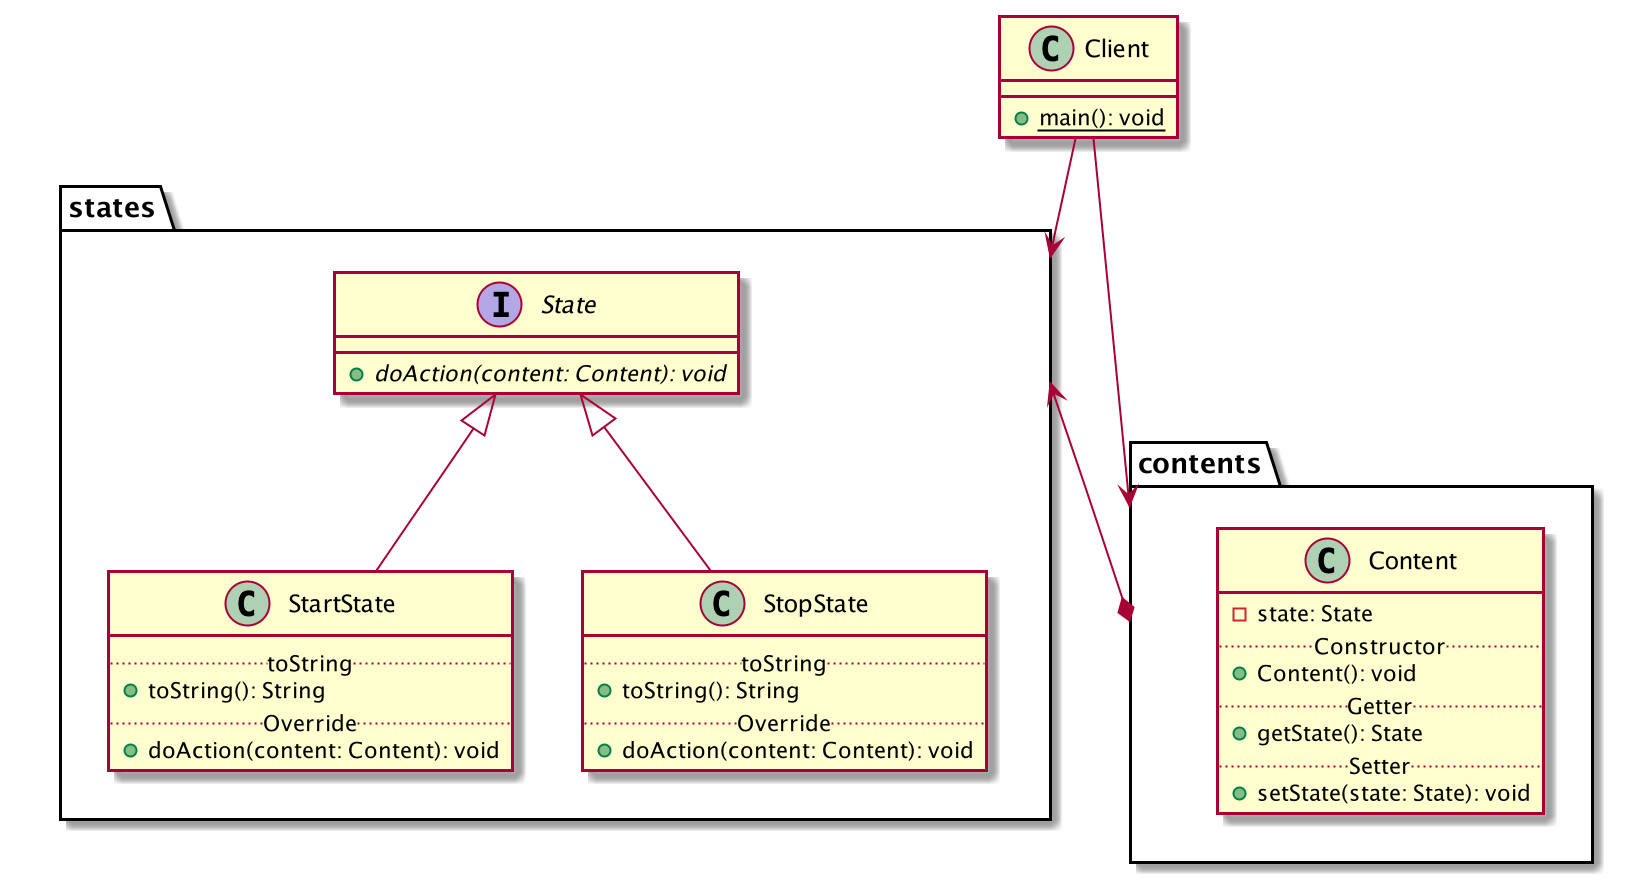 C Client
main(): void
states
I State
doAction(content: Content): void
C StartState
toString
toString(): String
Override
doAction(content: Content): void
C StopState
toString
toString(): String
Override
doAction(content: Content): void
contents
C Content
state: State
Constructor
Content(): void
Getter
getState(): State
Setter
setState(state: State): void